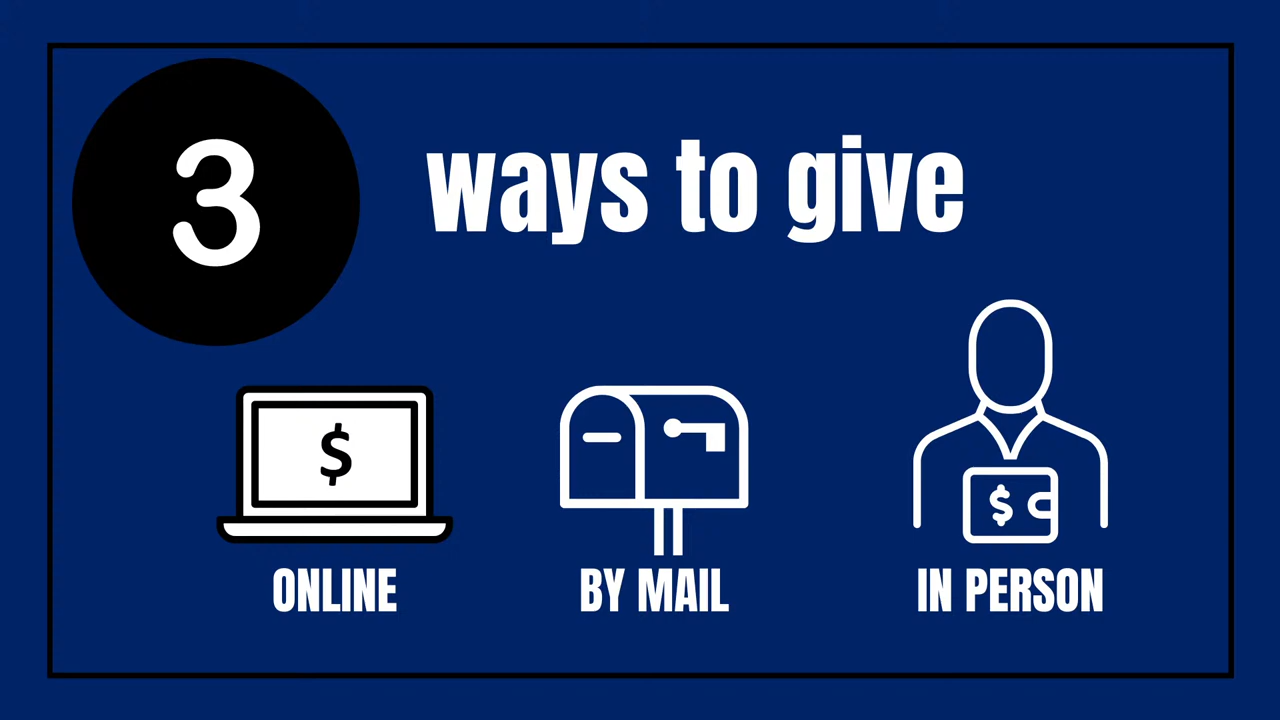 3
ways to give
$
$
ONLINE
BY MAIL
IN PERSON